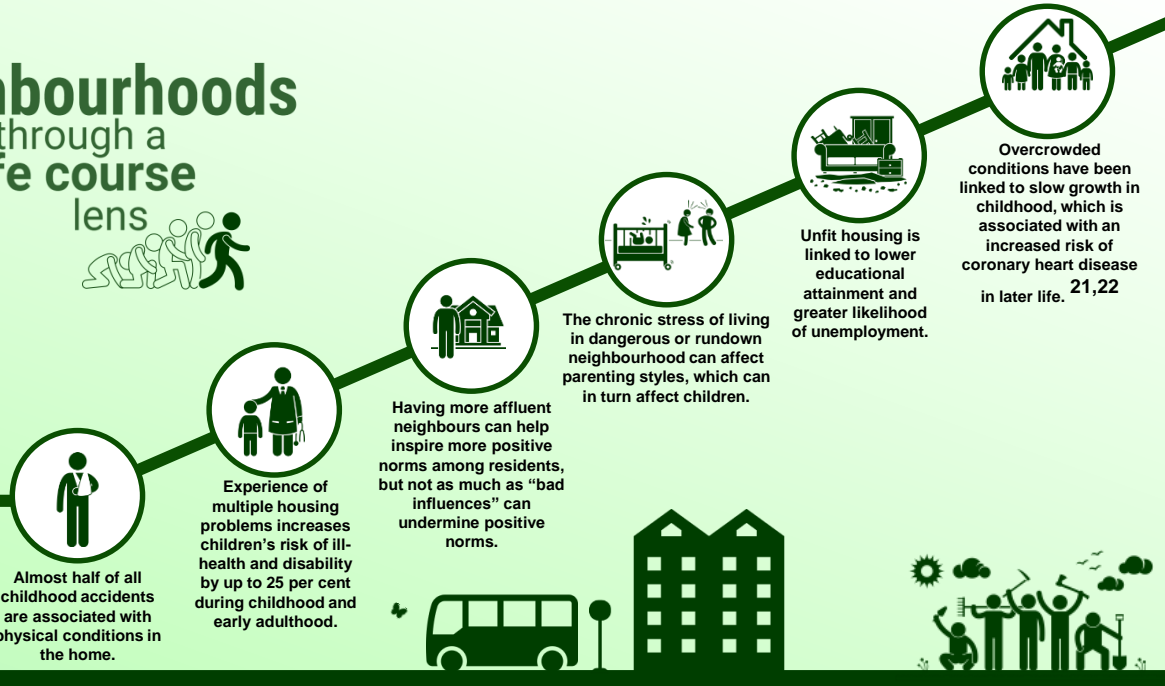 nbourhoods
through a
fe course
lens
Almost half of all
childhood accidents
are associated with
physical conditions in
the home.
Experience of
multiple housing
problems increases
children’s risk of ill-
health and disability
by up to 25 per cent
during childhood and
early adulthood.
Having more affluent
neighbours can help
inspire more positive
norms among residents,
but not as much as “bad
influences” can
undermine positive
norms.
The chronic stress of living
in dangerous or rundown
neighbourhood can affect
parenting styles, which can
in turn affect children.
Unfit housing is
linked to lower
educational
attainment and
greater likelihood
of unemployment.
Overcrowded
conditions have been
linked to slow growth in
childhood, which is
associated with an
increased risk of
coronary heart disease
in later life. 21,22